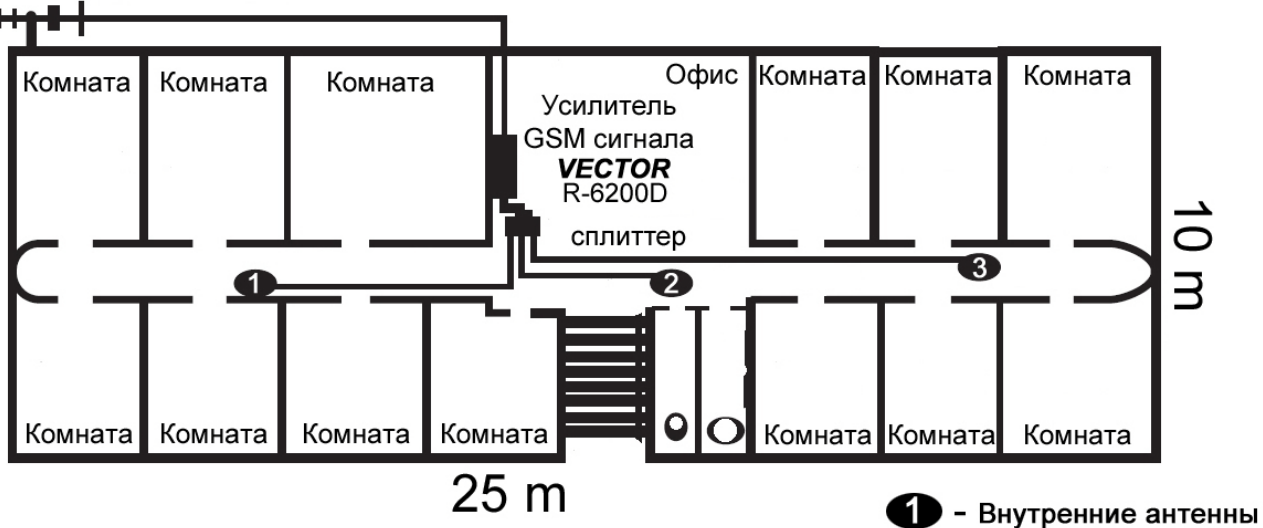 Комната Комната Комната Офис Комната Комната Комната
Усилитель
GSM сигнала
VECTOR
R-6200D
сплиттер
10 m
1 2 3
Комната Комната Комната Комната Комната Комната Комната
25 m
1 - Внутренние антенны